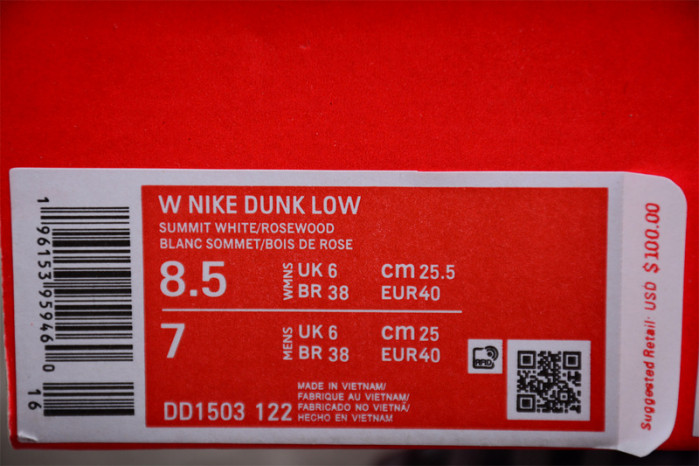 W NIKE DUNK LOW
SUMMIT WHITE/ROSEWOOD
BLANC SOMMET/BOIS DE ROSE
8.5 WMNS UK 6 cm 25.5
BR 38 EUR40
7 MENS UK 6 cm 25
BR 38 EUR40
DD1503 122
MADE IN VIETNAM/
FABRIQUE AU VIETNAM/
FABRICADO NO VIETNÃ/
HECHO EN VIETNAM
1 96153 95946 0
16
Suggested Retail: USD $100.00